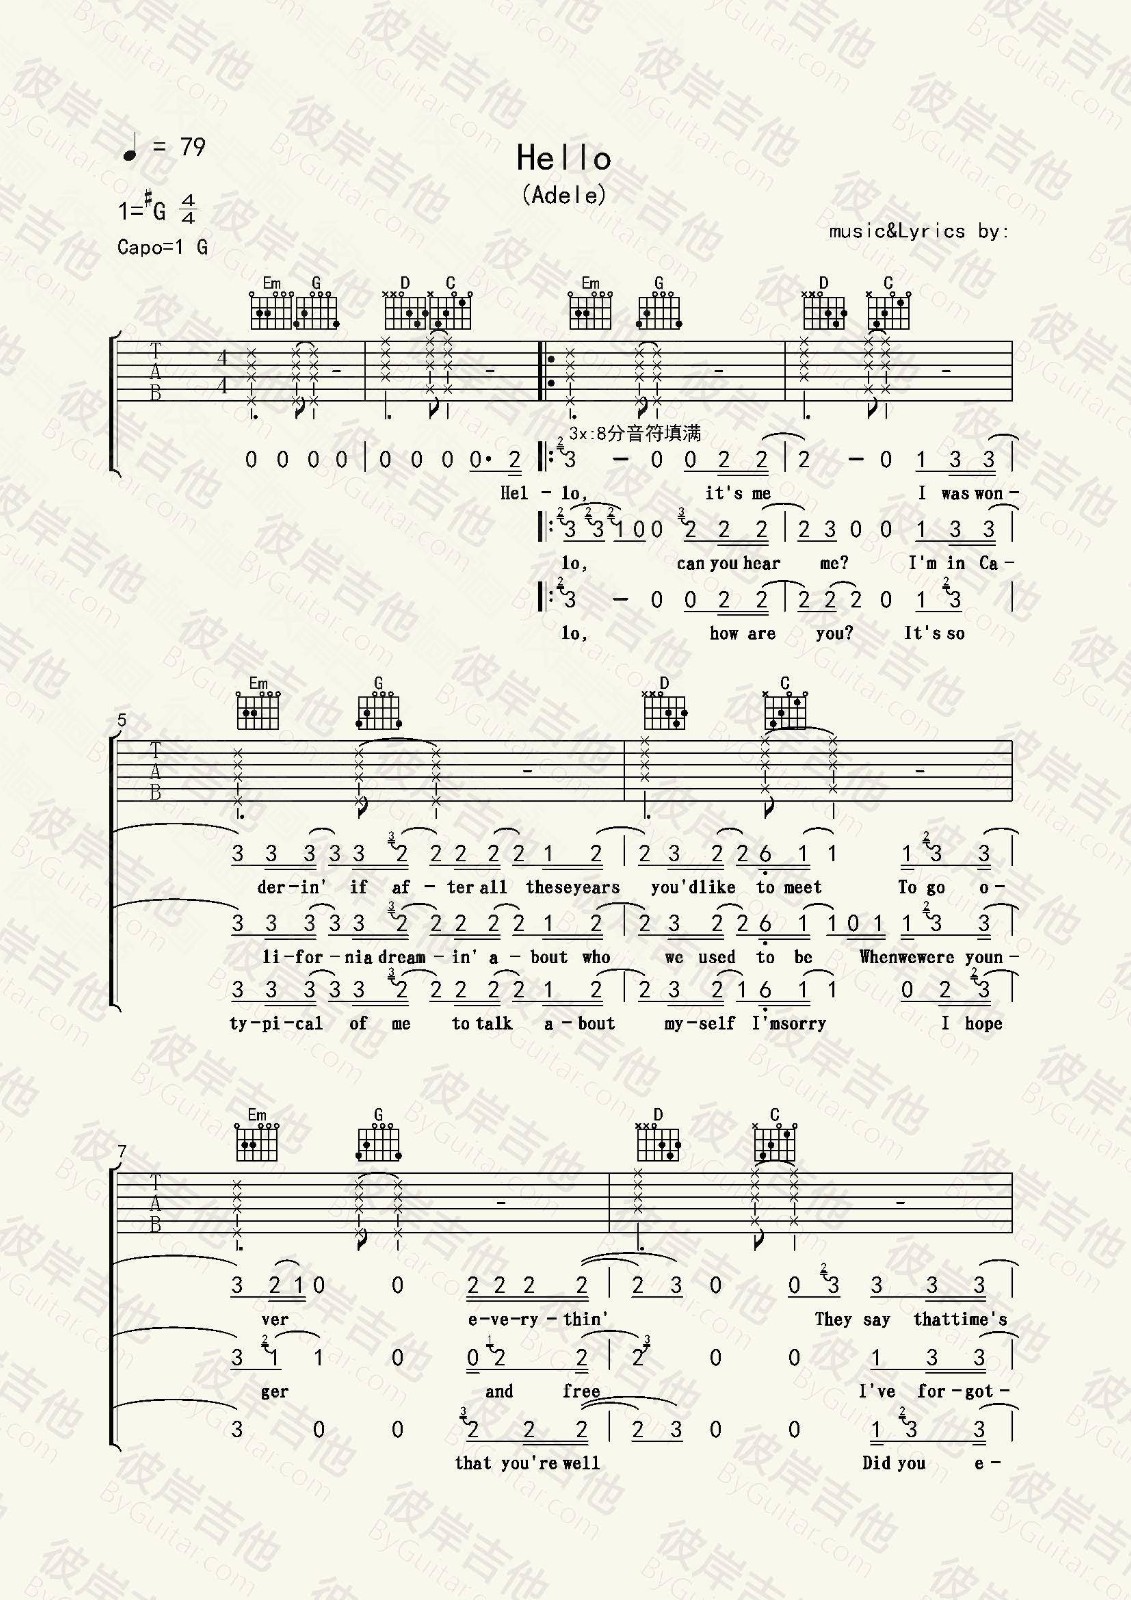 ♩ = 79
Hello
(Adele)
1=#G 4/4
Capo=1 G
music&Lyrics by:
Em G D C Em G D C
T A B 4 4
3x:8分音符填满
0 0 0 0 | 0 0 0 0· 2 3 — 0 0 2 2 | 2 — 0 1 3 3 |
Hel - lo, it's me I was won-
3 3 1 0 0 2 2 2 | 2 3 0 0 1 3 3 |
lo, can you hear me? I'm in Ca-
3 — 0 0 2 2 | 2 2 2 0 1 3 |
lo, how are you? It's so
Em G D C
5
T A B
3 3 3 3 3 2 2 2 2 2 1 2 | 2 3 2 2 6 1 1 1 3 3 |
der-in' if af - ter all theseyears you'dlike to meet To go o-
3 3 3 3 3 2 2 2 2 2 1 2 | 2 3 2 2 6 1 1 0 1 1 3 3 |
li-for-nia dream-in' a-bout who we used to be Whenwewere youn-
3 3 3 3 3 2 2 2 2 2 1 2 | 2 3 2 1 6 1 1 0 2 3 |
ty-pi-cal of me to talk a-bout my-self I'msorry I hope
Em G D C
7
T A B
3 2 1 0 0 2 2 2 2 | 2 3 0 0 3 3 3 3 |
ver e-ve-ry-thin' They say thattime's
3 1 1 0 0 2 2 | 2 0 0 1 3 3 |
ger and free I've for-got-
3 0 0 2 2 2 | 2 3 0 0 1 3 3 |
that you're well Did you e-
彼岸吉他
ByGuitar.com